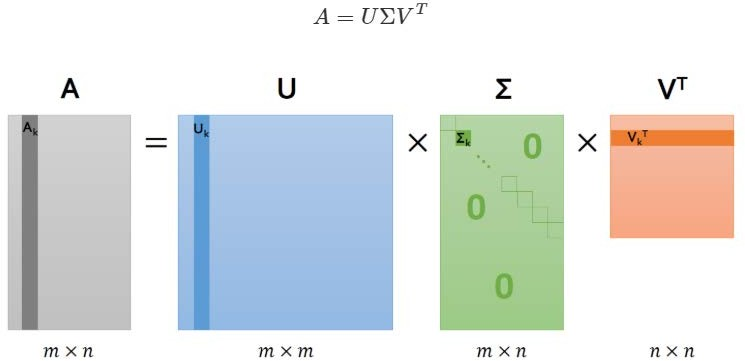 A = UΣV^T
A U Σ V^T
A_k = U_k × Σ_k 0 × V_k^T
0
0
m × n m × m m × n n × n